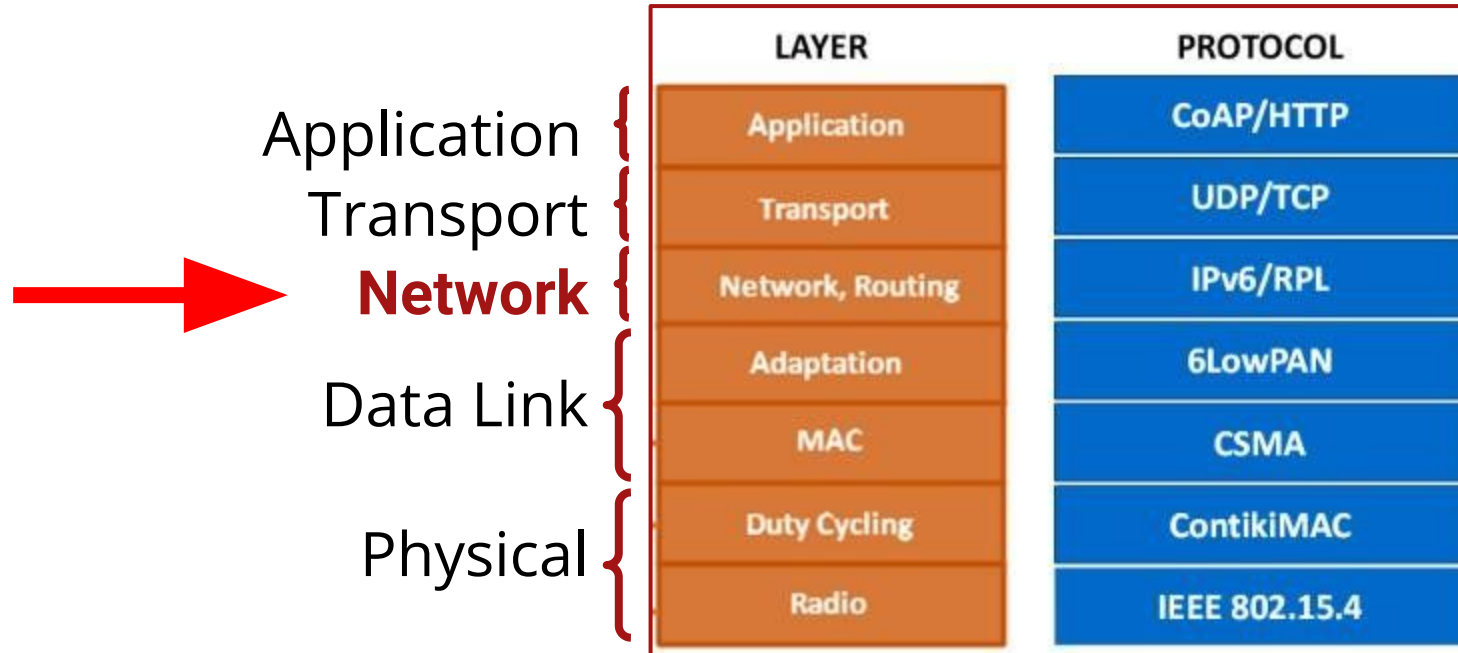 LAYER PROTOCOL
Application Application CoAP/HTTP
Transport Transport UDP/TCP
Network Network, Routing IPv6/RPL
Data Link Adaptation 6LowPAN
MAC CSMA
Physical Duty Cycling ContikiMAC
Radio IEEE 802.15.4